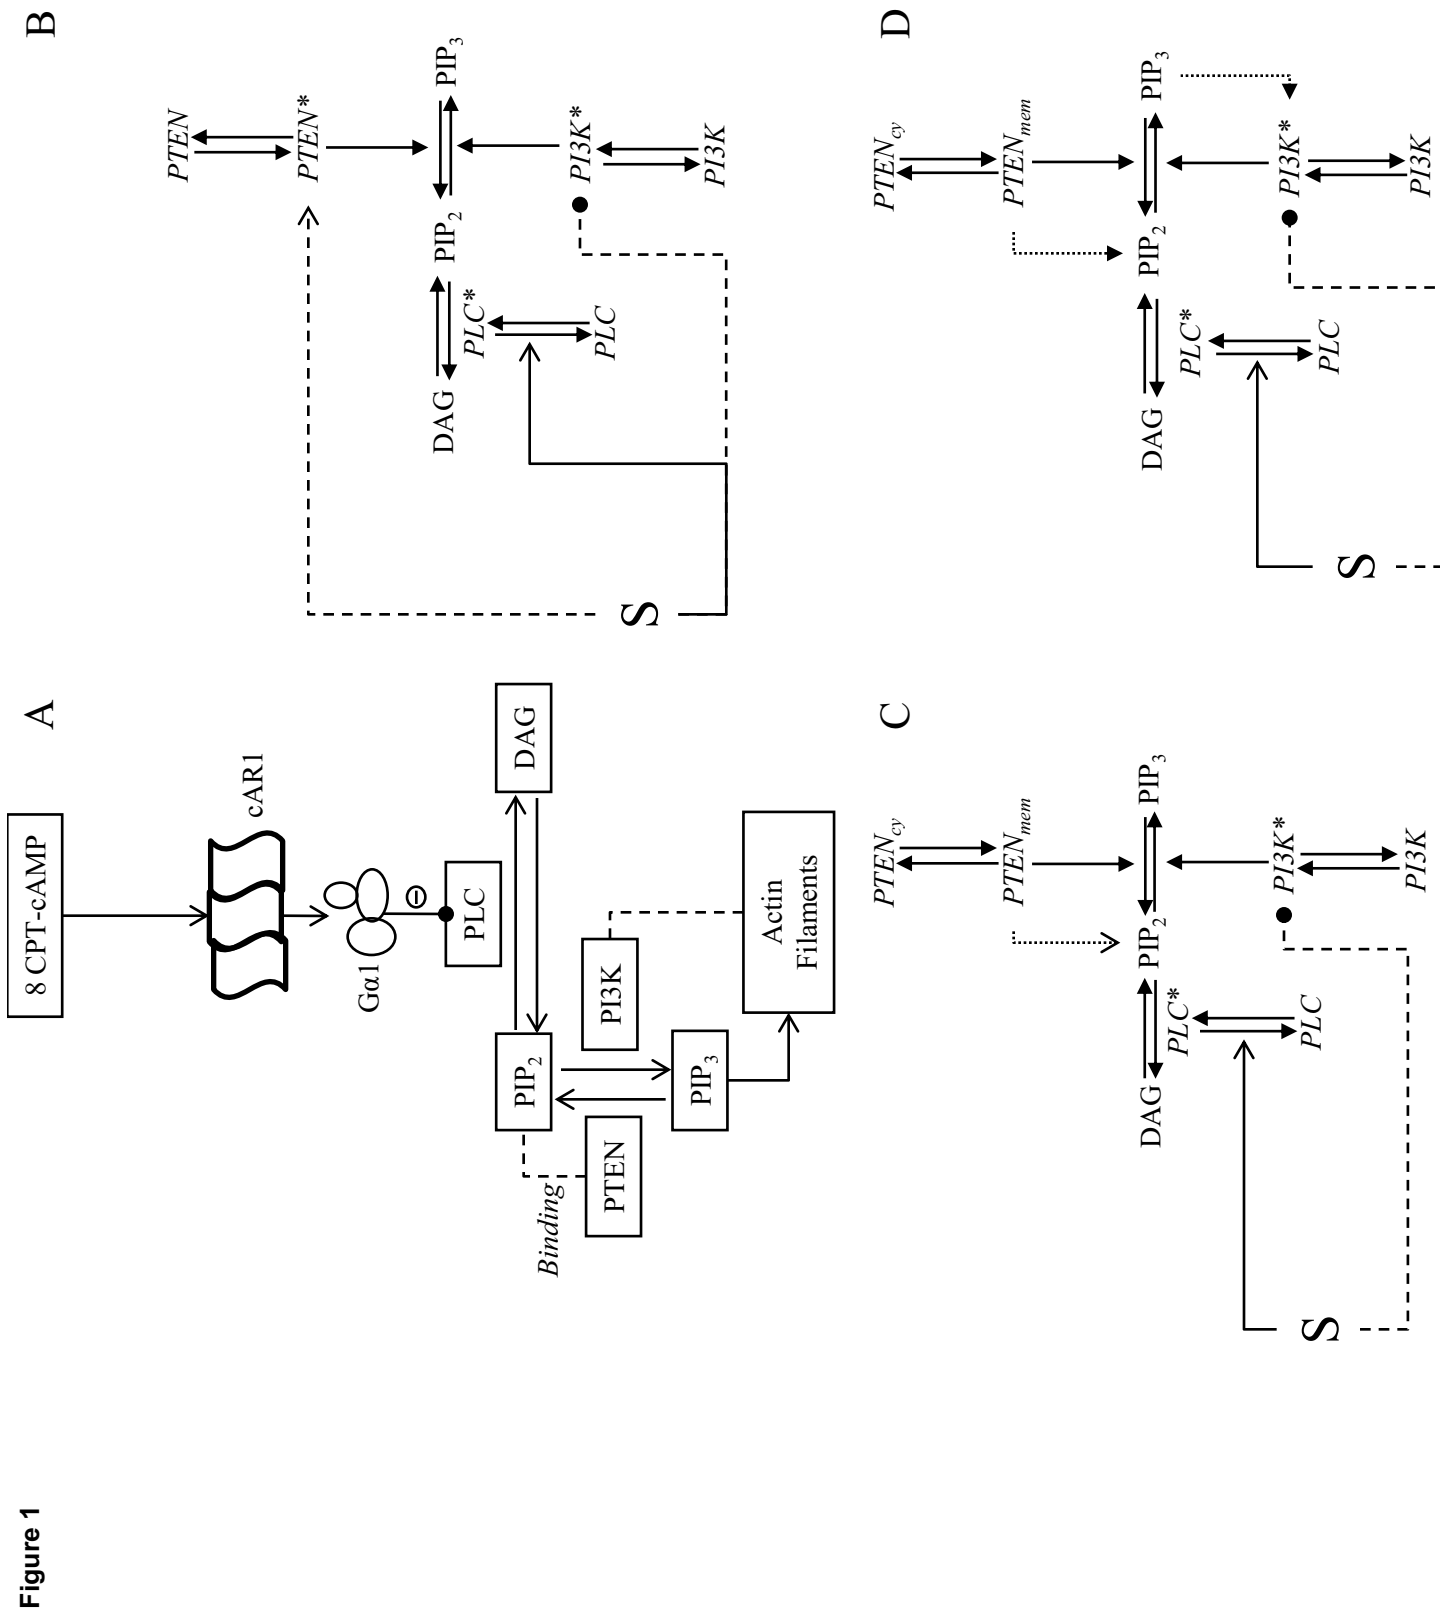 Figure 1
A
8 CPT-cAMP
cAR1
Gα1
⊖
PLC
PIP2
DAG
Binding
PTEN
PI3K
PIP3
Actin
Filaments
B
PTEN
PTEN*
DAG
PIP2
PIP3
PLC*
PI3K*
PLC
S
PI3K
C
PTENcy
PTENmem
DAG
PIP2
PIP3
PLC*
PI3K*
PLC
S
PI3K
D
PTENcy
PTENmem
DAG
PIP2
PIP3
PLC*
PI3K*
PLC
S
PI3K